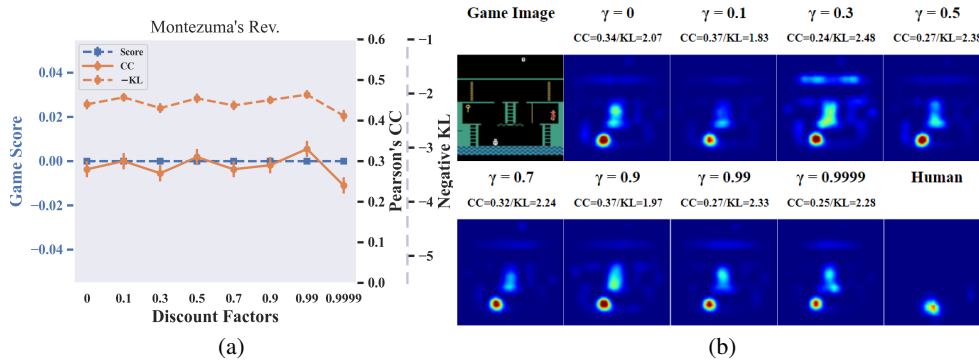 Montezuma's Rev.
Score
CC
−KL
Game Score
0.04
0.02
0.00
−0.02
−0.04
0.6
0.5
0.4
0.3
0.2
0.1
0.0
Pearson's CC
−1
−2
−3
−4
−5
Negative KL
0 0.1 0.3 0.5 0.7 0.9 0.99 0.9999
Discount Factors
(a)
Game Image γ = 0 γ = 0.1 γ = 0.3 γ = 0.5
CC=0.34/KL=2.07 CC=0.37/KL=1.83 CC=0.24/KL=2.48 CC=0.27/KL=2.35
γ = 0.7 γ = 0.9 γ = 0.99 γ = 0.9999 Human
CC=0.32/KL=2.24 CC=0.37/KL=1.97 CC=0.27/KL=2.33 CC=0.25/KL=2.28
(b)